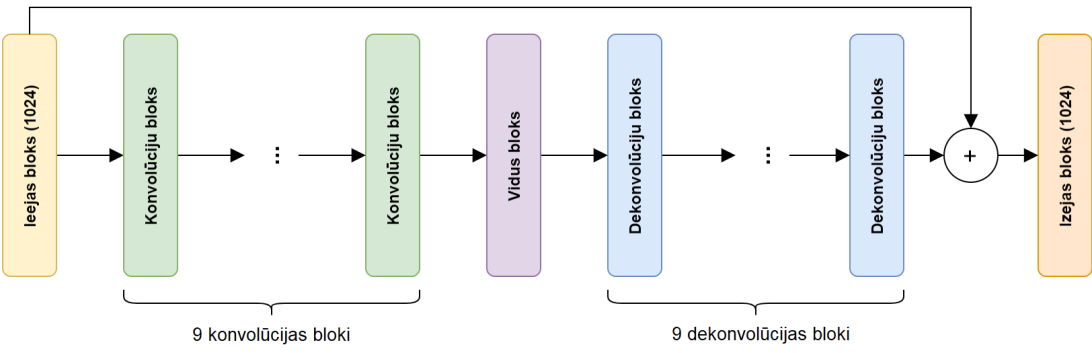 Ieejas bloks (1024)
Konvolūciju bloks
...
Konvolūciju bloks
Vidus bloks
Dekonvolūciju bloks
...
Dekonvolūciju bloks
+
Izejas bloks (1024)
9 konvolūcijas bloki
9 dekonvolūcijas bloki